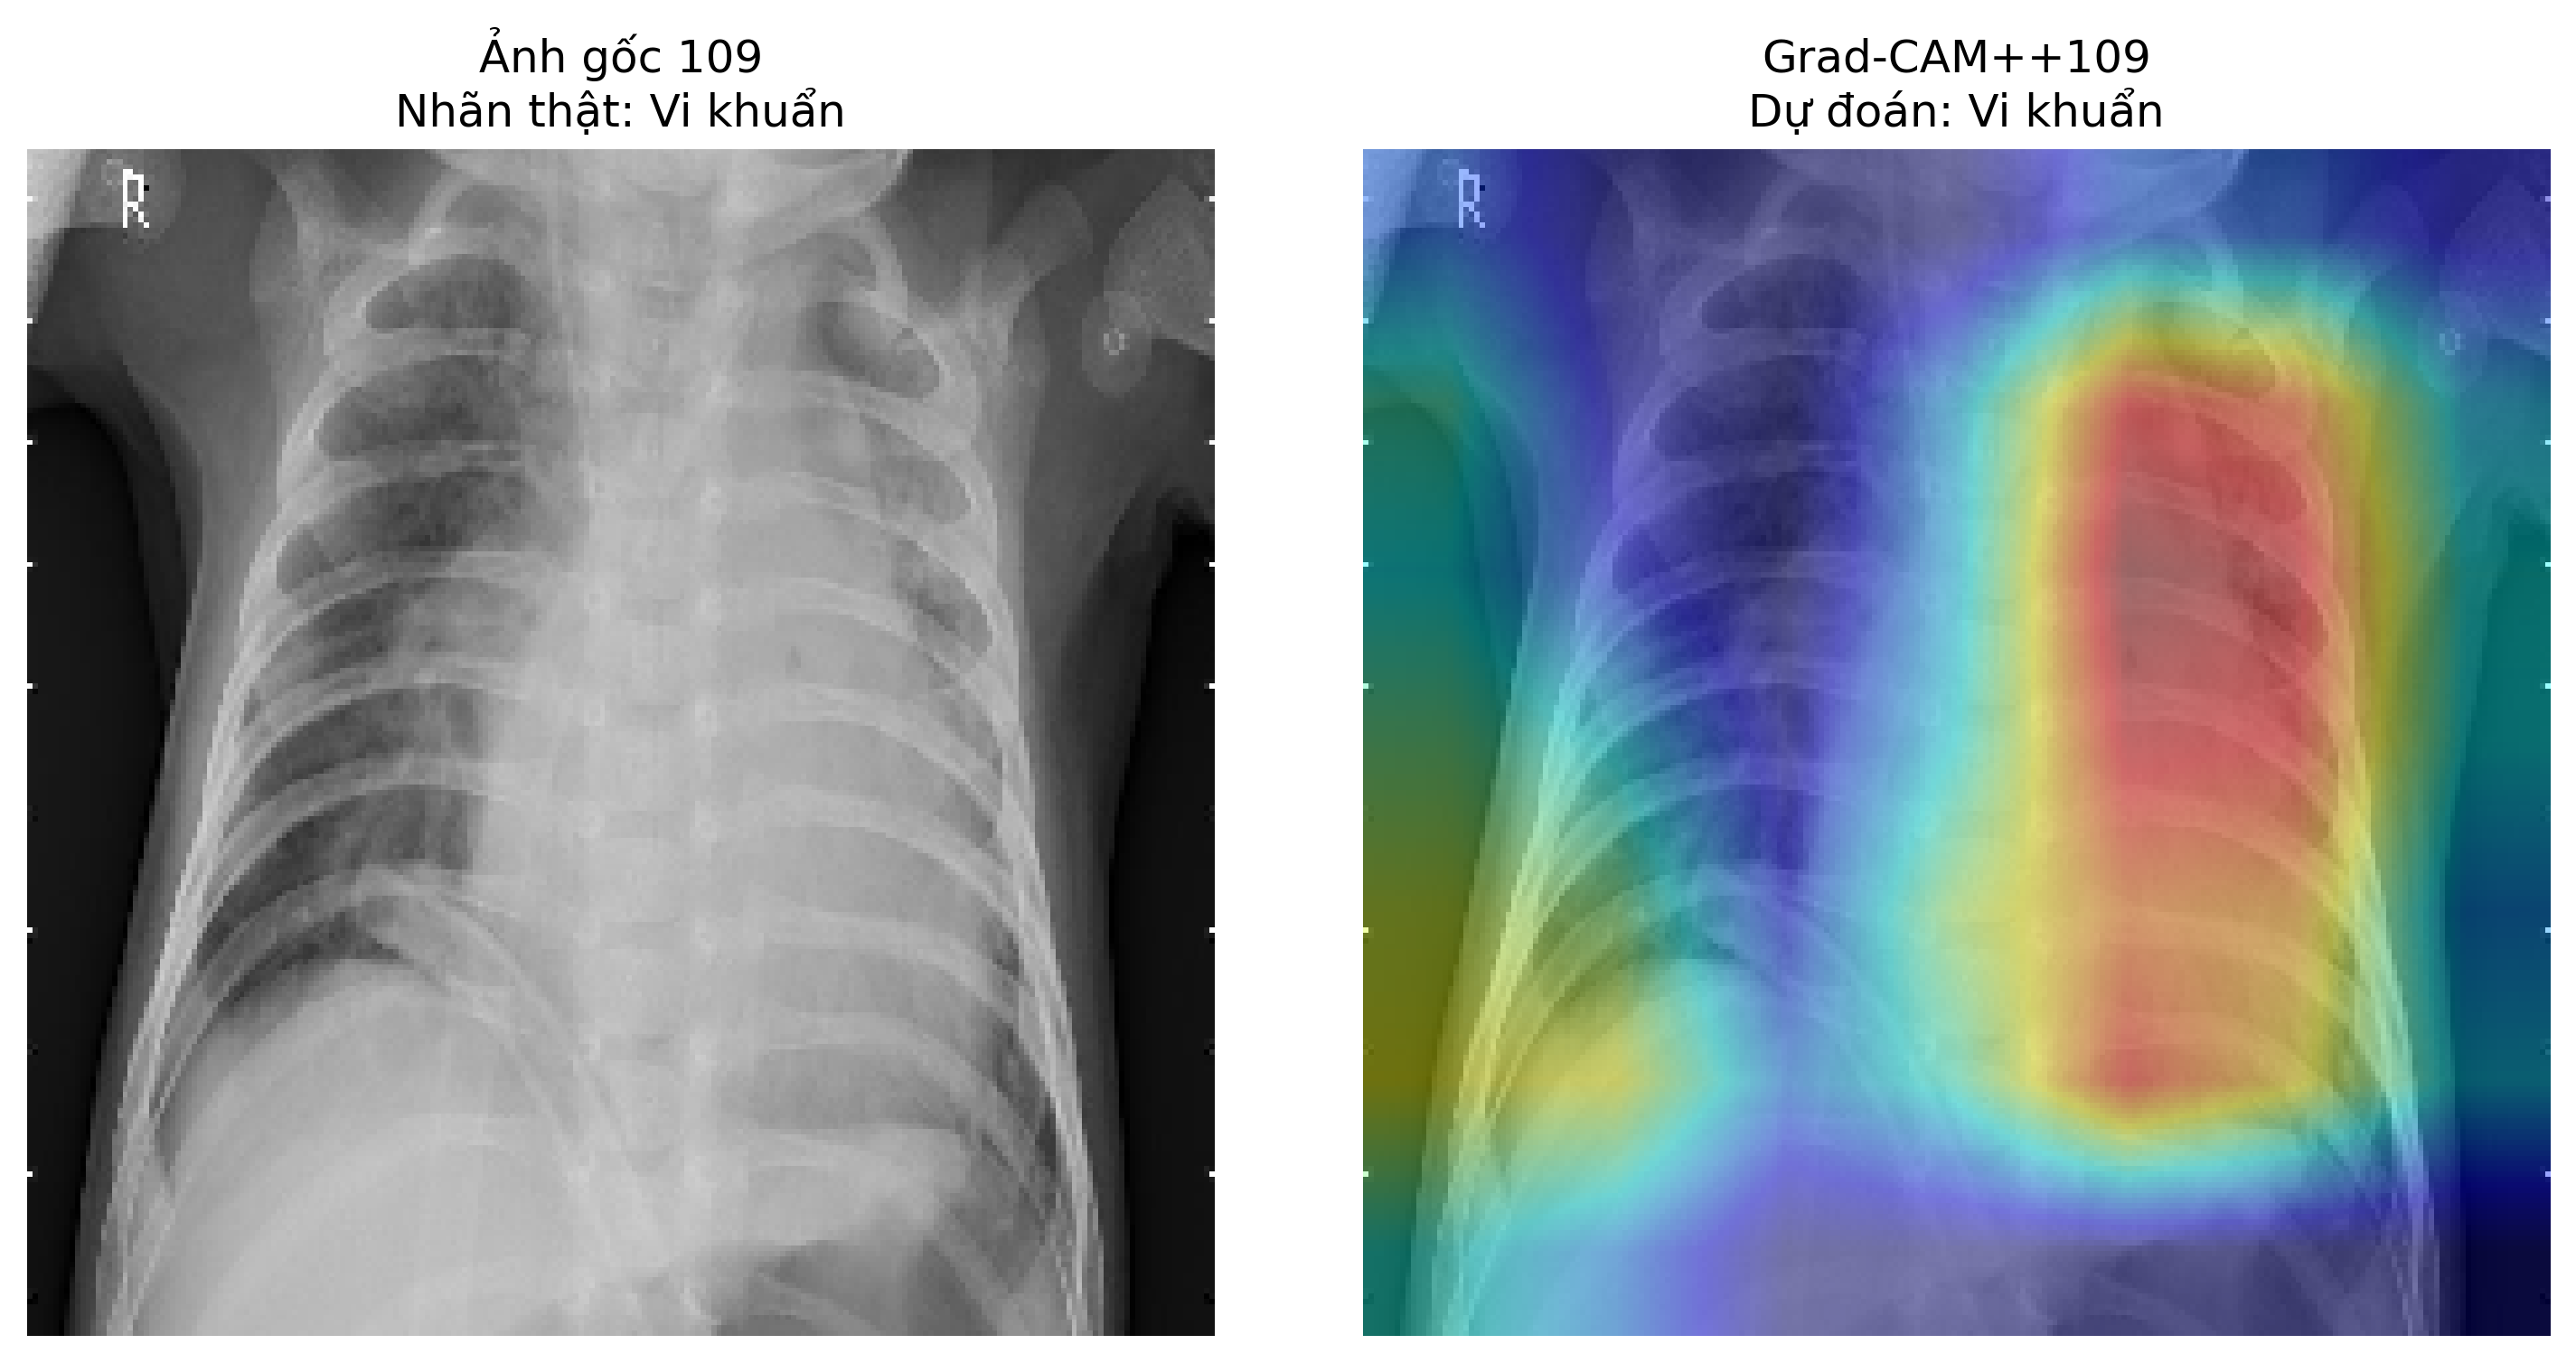 Ảnh gốc 109
Nhãn thật: Vi khuẩn
Grad-CAM++109
Dự đoán: Vi khuẩn
R
R